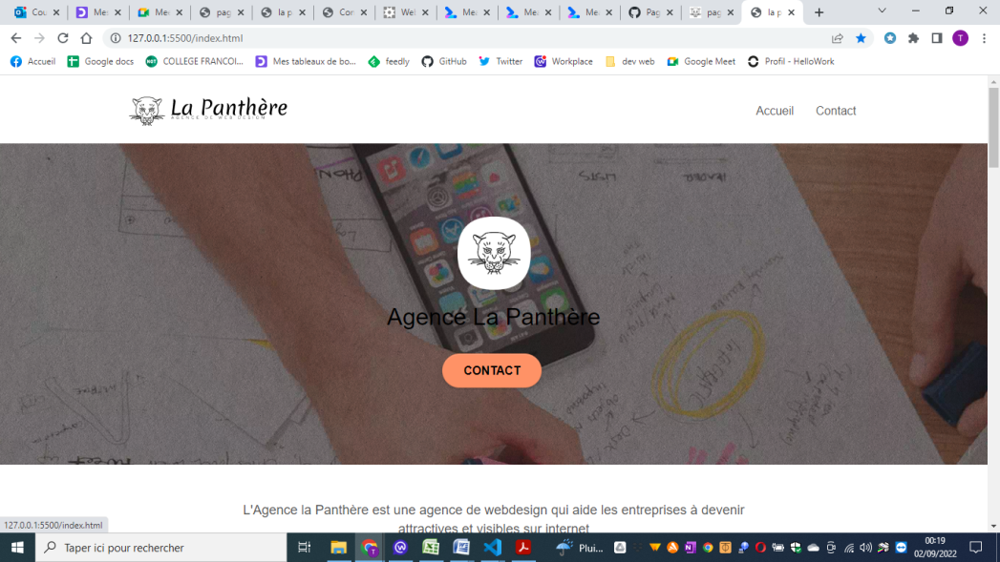 Cou
Me
Mee
pag
la p
Con
Wel
Me
Me
Me
Pag
pag
la p
127.0.0.1:5500/index.html
T
Accueil
Google docs
COLLEGE FRANCOI...
Mes tableaux de bo...
feedly
GitHub
Twitter
Workplace
dev web
Google Meet
Profil - HelloWork
La Panthère
AGENCE DE WEB DESIGN
Accueil
Contact
LISTS
Agence La Panthère
CONTACT
L'Agence la Panthère est une agence de webdesign qui aide les entreprises à devenir
attractives et visibles sur internet
127.0.0.1:5500/index.html
Taper ici pour rechercher
Plui...
00:19
02/09/2022